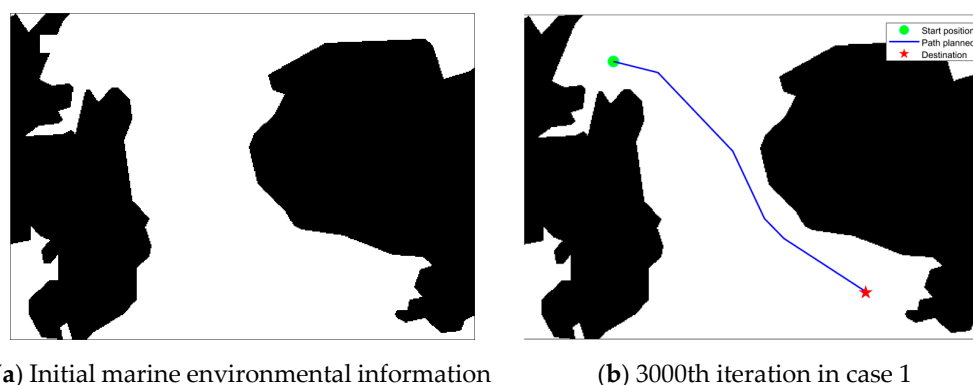 Start position
Path planned
Destination
(a) Initial marine environmental information
(b) 3000th iteration in case 1